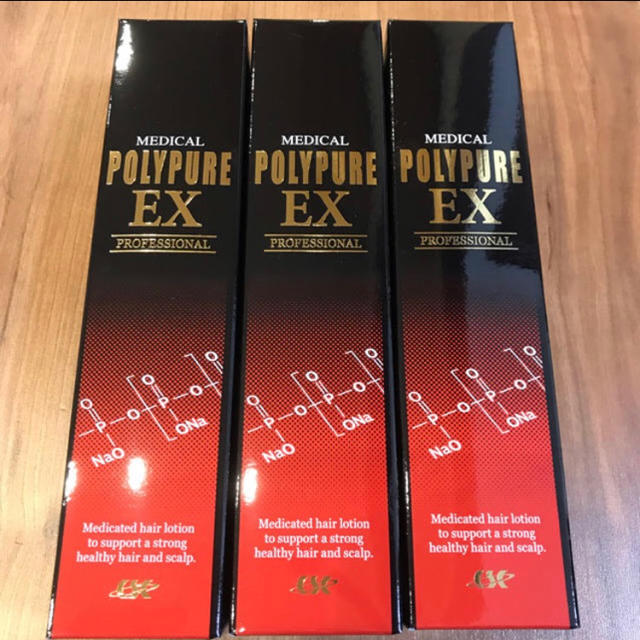 MEDICAL
POLYPURE
EX
PROFESSIONAL
O
P
O
P
O
ONa
NaO
Medicated hair lotion
to support a strong
healthy hair and scalp.
MEDICAL
POLYPURE
EX
PROFESSIONAL
O
P
O
P
O
ONa
NaO
Medicated hair lotion
to support a strong
healthy hair and scalp.
MEDICAL
POLYPURE
EX
PROFESSIONAL
O
P
O
P
O
ONa
NaO
Medicated hair lotion
to support a strong
healthy hair and scalp.